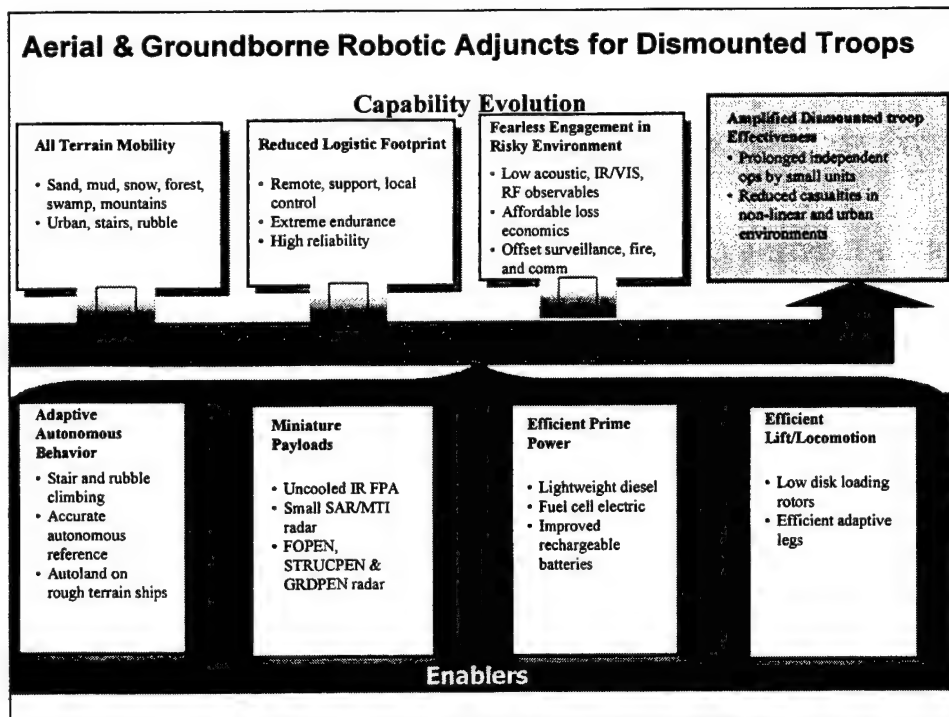 Aerial & Groundborne Robotic Adjuncts for Dismounted Troops
Capability Evolution
All Terrain Mobility
• Sand, mud, snow, forest,
swamp, mountains
• Urban, stairs, rubble
Reduced Logistic Footprint
• Remote, support, local
control
• Extreme endurance
• High reliability
Fearless Engagement in
Risky Environment
• Low acoustic, IR/VIS,
RF observables
• Affordable loss
economics
• Offset surveillance, fire,
and comm
Amplified Dismounted troop
Effectiveness
• Prolonged independent
ops by small units
• Reduced casualties in
non-linear and urban
environments
Adaptive
Autonomous
Behavior
• Stair and rubble
climbing
• Accurate
autonomous
reference
• Autoland on
rough terrain ships
Miniature
Payloads
• Uncooled IR FPA
• Small SAR/MTI
radar
• FOPEN,
STRUCPEN &
GRDPEN radar
Efficient Prime
Power
• Lightweight diesel
• Fuel cell electric
• Improved
rechargeable
batteries
Efficient
Lift/Locomotion
• Low disk loading
rotors
• Efficient adaptive
legs
Enablers